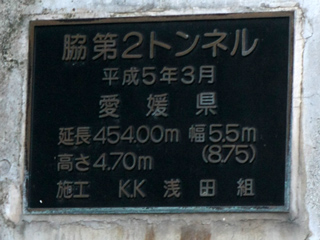 脇第2トンネル
平成5年3月
愛媛県
延長454.00m 幅5.5m
(8.75)
高さ4.70m
施工 K.K 浅田組